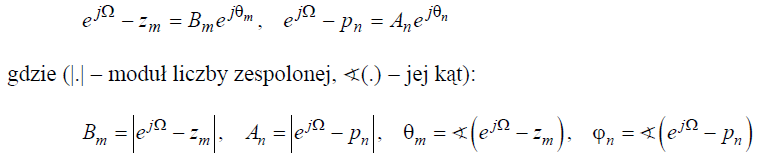 e^{jΩ} − z_m = B_m e^{jθ_m}, e^{jΩ} − p_n = A_n e^{jθ_n}
gdzie (|.| – moduł liczby zespolonej, ∢(.) – jej kąt):
B_m = |e^{jΩ} − z_m|, A_n = |e^{jΩ} − p_n|, θ_m = ∢(e^{jΩ} − z_m), φ_n = ∢(e^{jΩ} − p_n)